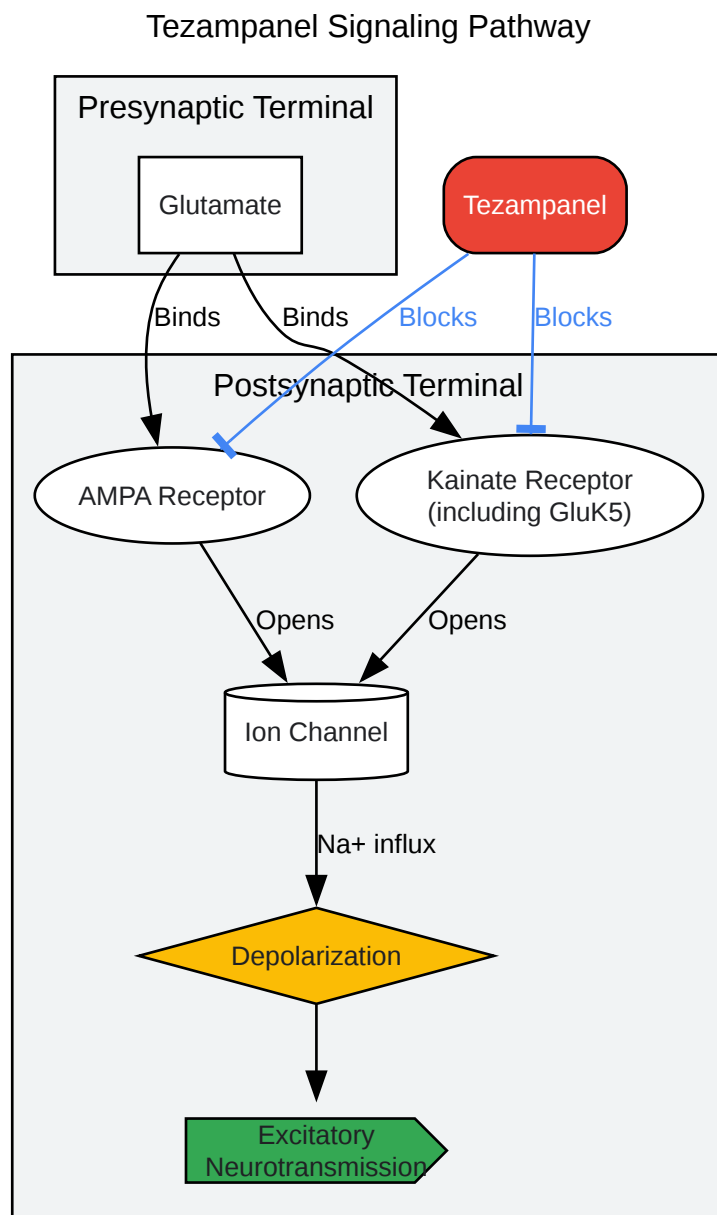 Tezampanel Signaling Pathway
Presynaptic Terminal
Glutamate
Tezampanel
Binds
Binds
Blocks
Blocks
Postsynaptic Terminal
AMPA Receptor
Kainate Receptor
(including GluK5)
Opens
Opens
Ion Channel
Na+ influx
Depolarization
Excitatory
Neurotransmission